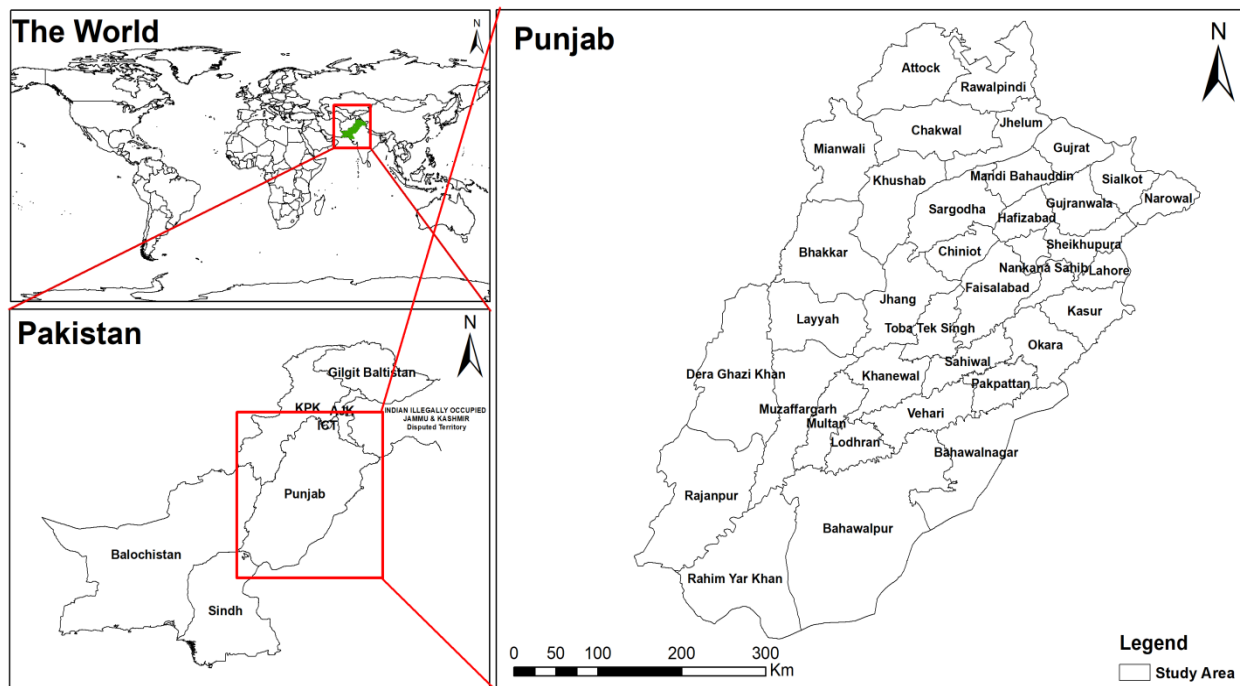 The World
N
Pakistan
N
Gilgit Baltistan
KPK
AJK
INDIAN ILLEGALLY OCCUPIED
JAMMU & KASHMIR
Disputed Territory
ICT
Punjab
Balochistan
Sindh
Punjab
N
Attock
Rawalpindi
Chakwal
Jhelum
Mianwali
Gujrat
Khushab
Mandi Bahauddin
Sialkot
Narowal
Sargodha
Hafizabad
Gujranwala
Bhakkar
Chiniot
Sheikhupura
Nankana Sahib
Lahore
Faisalabad
Jhang
Kasur
Layyah
Toba Tek Singh
Okara
Sahiwal
Dera Ghazi Khan
Khanewal
Pakpattan
Muzaffargarh
Multan
Vehari
Lodhran
Bahawalnagar
Rajanpur
Bahawalpur
Rahim Yar Khan
0 50 100 200 300
Km
Legend
Study Area